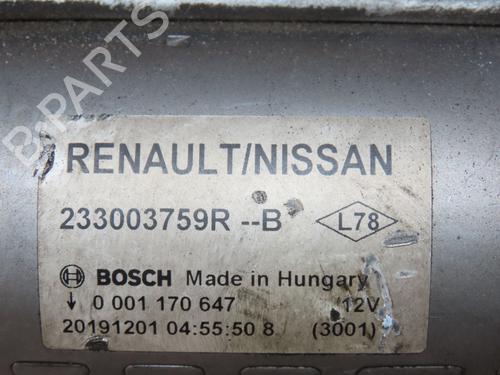 B-PARTS
RENAULT/NISSAN
233003759R --B L78
BOSCH Made in Hungary
0 001 170 647 12V
20191201 04:55:50 8 (3001)